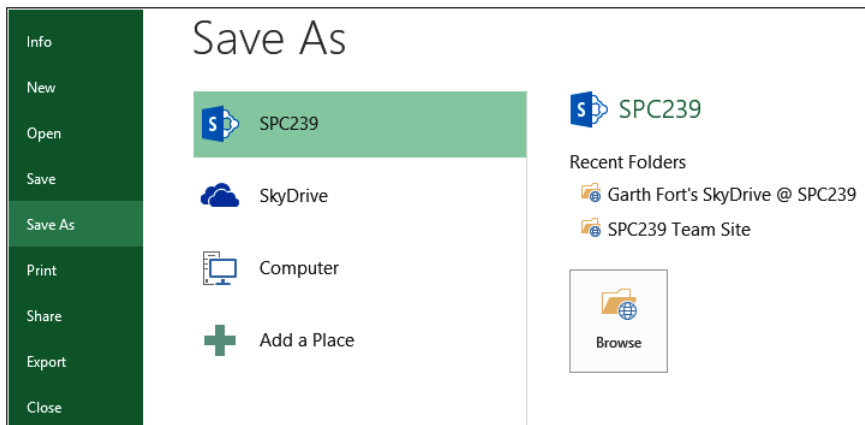 Info
New
Open
Save
Save As
Print
Share
Export
Close
Save As
S SPC239
SkyDrive
Computer
Add a Place
S SPC239
Recent Folders
Garth Fort's SkyDrive @ SPC239
SPC239 Team Site
Browse